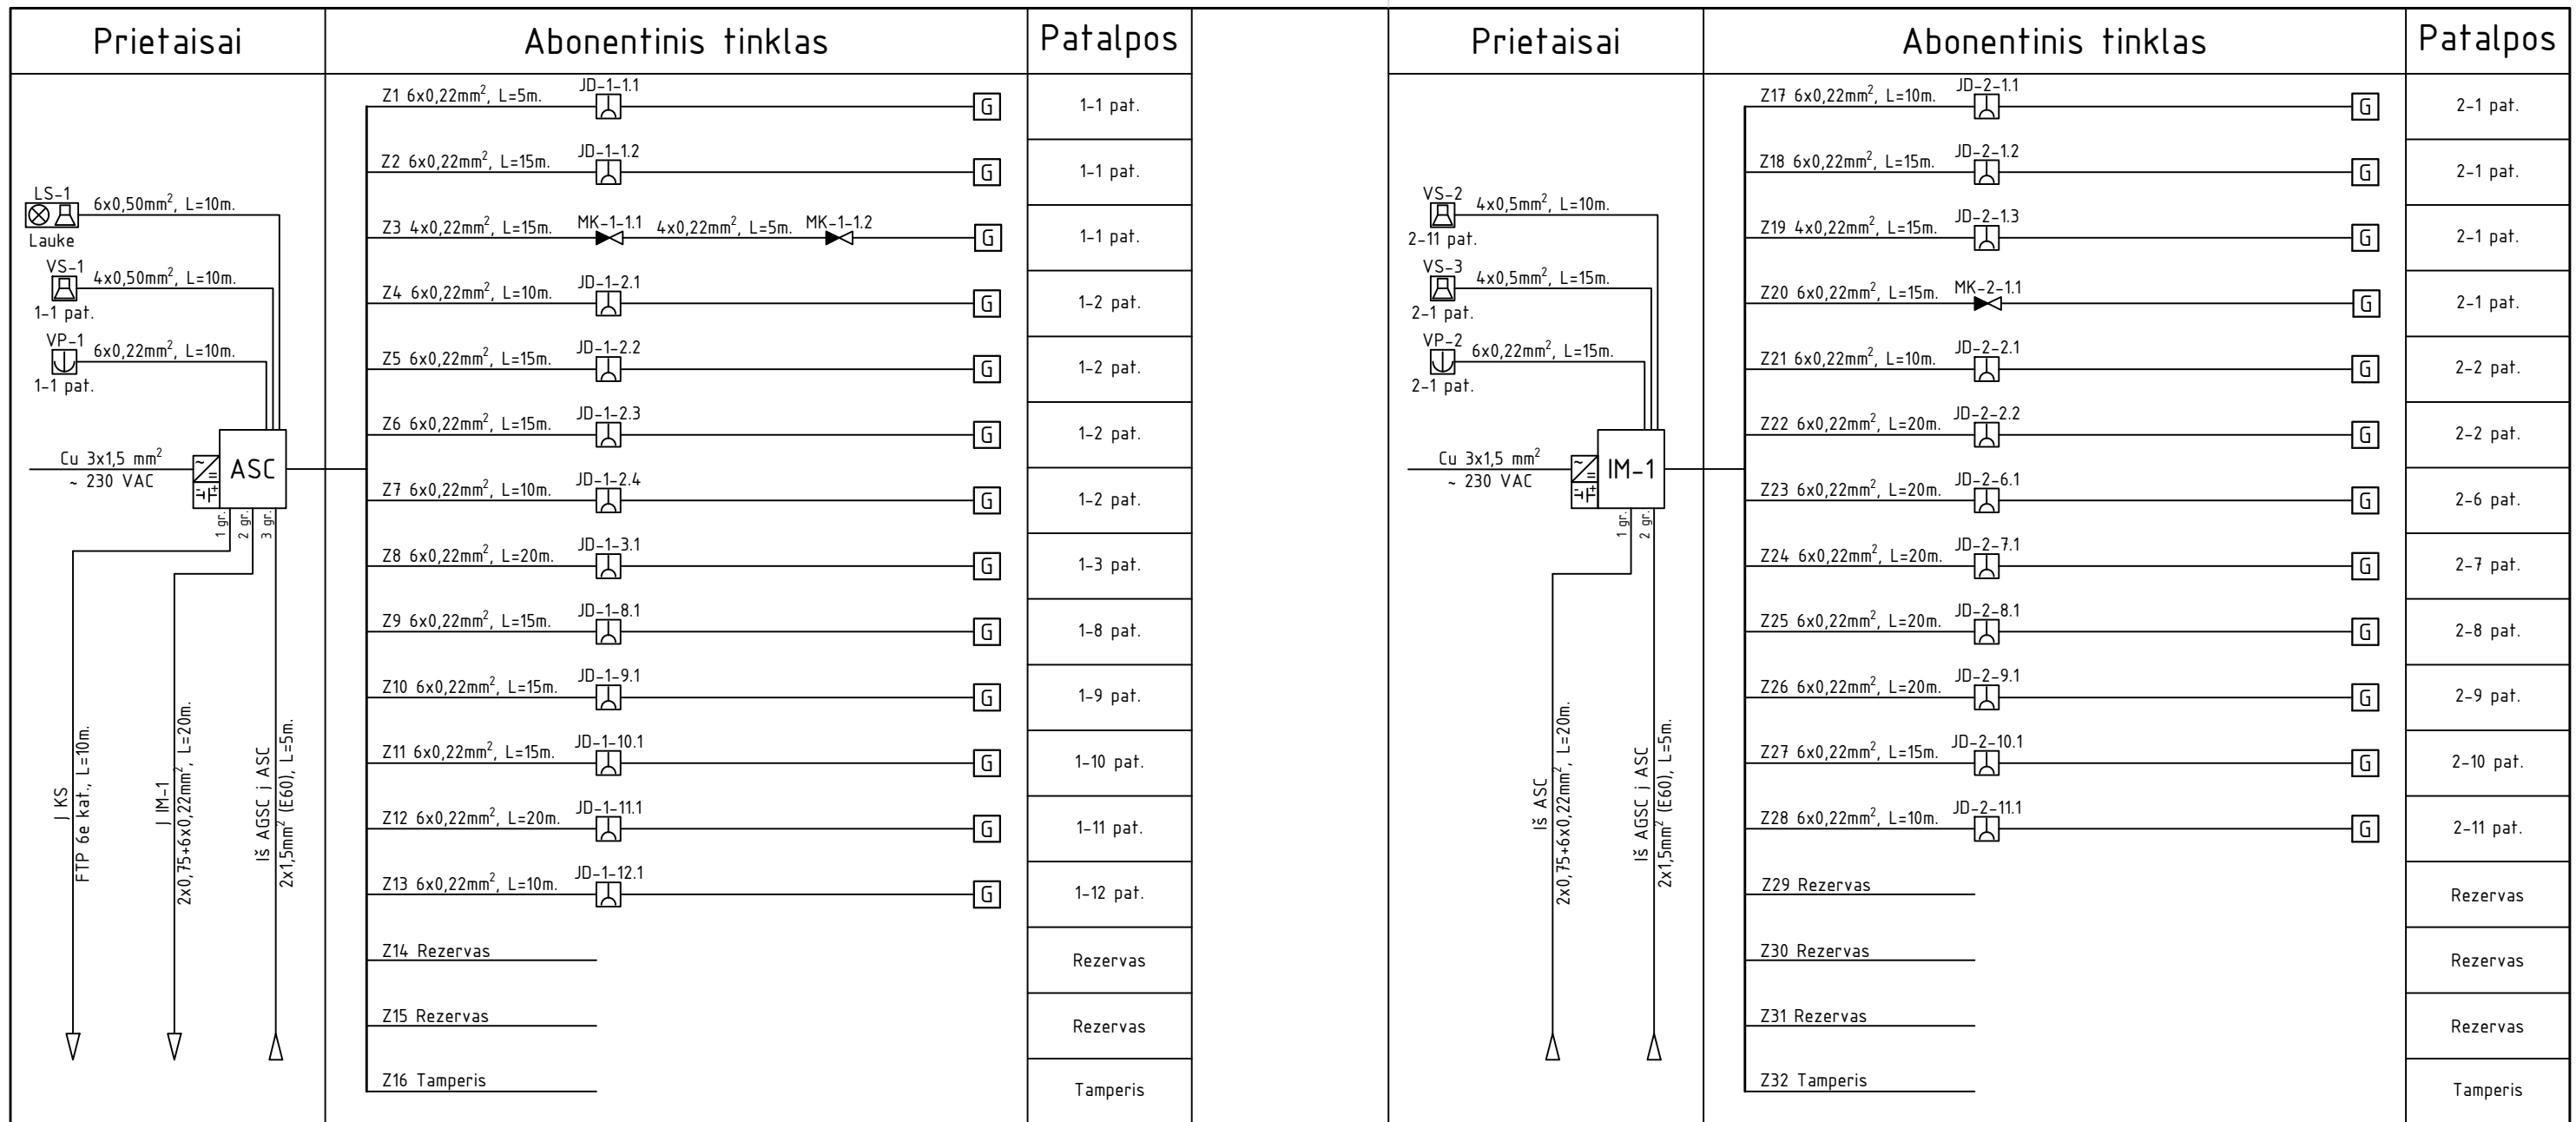 Prietaisai
Abonentinis tinklas
Patalpos
LS-1
6x0,50mm², L=10m.
Lauke
VS-1
4x0,50mm², L=10m.
1-1 pat.
VP-1
6x0,22mm², L=10m.
1-1 pat.
Cu 3x1,5 mm²
~ 230 VAC
~
=
- +
ASC
1 gr.
2 gr.
3 gr.
Į KS
FTP 6e kat., L=10m.
Į IM-1
2x0,75+6x0,22mm², L=20m.
Iš AGSC į ASC
2x1,5mm² (E60), L=5m.
Z1 6x0,22mm², L=5m. JD-1-1.1 G 1-1 pat.
Z2 6x0,22mm², L=15m. JD-1-1.2 G 1-1 pat.
Z3 4x0,22mm², L=15m. MK-1-1.1 4x0,22mm², L=5m. MK-1-1.2 G 1-1 pat.
Z4 6x0,22mm², L=10m. JD-1-2.1 G 1-2 pat.
Z5 6x0,22mm², L=15m. JD-1-2.2 G 1-2 pat.
Z6 6x0,22mm², L=15m. JD-1-2.3 G 1-2 pat.
Z7 6x0,22mm², L=10m. JD-1-2.4 G 1-2 pat.
Z8 6x0,22mm², L=20m. JD-1-3.1 G 1-3 pat.
Z9 6x0,22mm², L=15m. JD-1-8.1 G 1-8 pat.
Z10 6x0,22mm², L=15m. JD-1-9.1 G 1-9 pat.
Z11 6x0,22mm², L=15m. JD-1-10.1 G 1-10 pat.
Z12 6x0,22mm², L=20m. JD-1-11.1 G 1-11 pat.
Z13 6x0,22mm², L=10m. JD-1-12.1 G 1-12 pat.
Z14 Rezervas Rezervas
Z15 Rezervas Rezervas
Z16 Tamperis Tamperis
Prietaisai
Abonentinis tinklas
Patalpos
VS-2
4x0,5mm², L=10m.
2-11 pat.
VS-3
4x0,5mm², L=15m.
2-1 pat.
VP-2
6x0,22mm², L=15m.
2-1 pat.
Cu 3x1,5 mm²
~ 230 VAC
~
=
- +
IM-1
1 gr.
2 gr.
Iš ASC
2x0,75+6x0,22mm², L=20m.
Iš AGSC į ASC
2x1,5mm² (E60), L=5m.
Z17 6x0,22mm², L=10m. JD-2-1.1 G 2-1 pat.
Z18 6x0,22mm², L=15m. JD-2-1.2 G 2-1 pat.
Z19 4x0,22mm², L=15m. JD-2-1.3 G 2-1 pat.
Z20 6x0,22mm², L=15m. MK-2-1.1 G 2-1 pat.
Z21 6x0,22mm², L=10m. JD-2-2.1 G 2-2 pat.
Z22 6x0,22mm², L=20m. JD-2-2.2 G 2-2 pat.
Z23 6x0,22mm², L=20m. JD-2-6.1 G 2-6 pat.
Z24 6x0,22mm², L=20m. JD-2-7.1 G 2-7 pat.
Z25 6x0,22mm², L=20m. JD-2-8.1 G 2-8 pat.
Z26 6x0,22mm², L=20m. JD-2-9.1 G 2-9 pat.
Z27 6x0,22mm², L=15m. JD-2-10.1 G 2-10 pat.
Z28 6x0,22mm², L=10m. JD-2-11.1 G 2-11 pat.
Z29 Rezervas Rezervas
Z30 Rezervas Rezervas
Z31 Rezervas Rezervas
Z32 Tamperis Tamperis